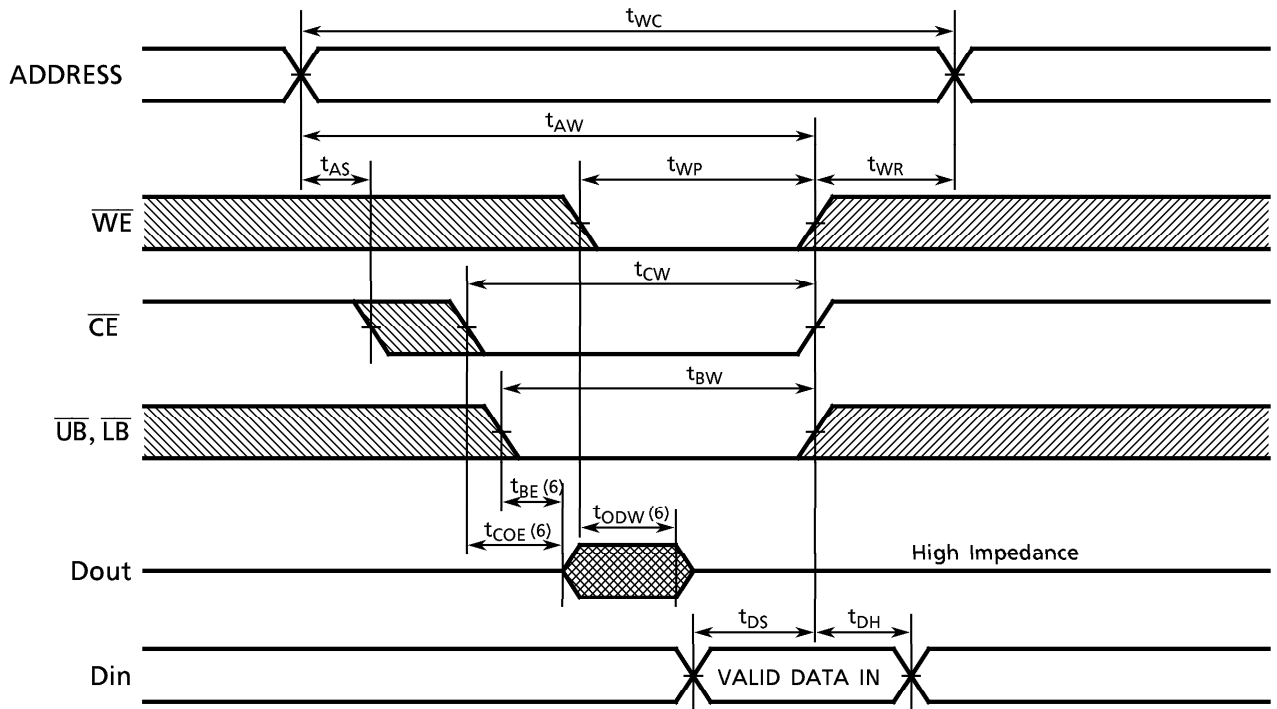 tWC
ADDRESS
tAW
tAS
tWP
tWR
WE
tCW
CE
tBW
UB, LB
tBE (6)
tODW (6)
tCOE (6)
High Impedance
Dout
tDS
tDH
Din
VALID DATA IN